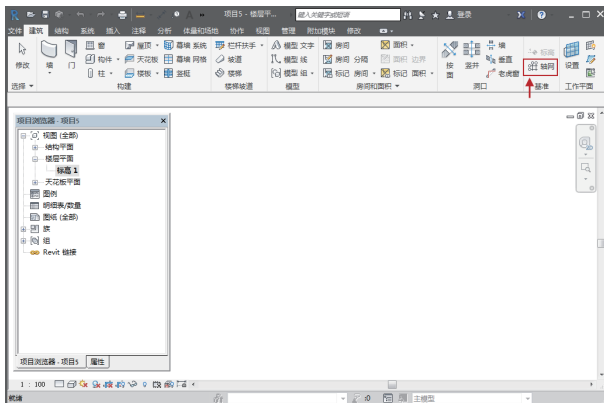 项目5 - 楼层平... 键入关键字或短语 登录
文件 建筑 结构 系统 插入 注释 分析 体量和场地 协作 视图 管理 附加模块 修改
修改 墙 门 窗 屋顶 幕墙 系统 栏杆扶手 模型 文字 房间 面积 按面 竖井 墙 标高 设置
构件 天花板 幕墙 网格 坡道 模型 线 房间 分隔 面积 边界 垂直 轴网
柱 楼板 竖梃 楼梯 模型 组 标记 房间 标记 面积 老虎窗
选择 构建 楼梯坡道 模型 房间和面积 洞口 基准 工作平面
项目浏览器 - 项目5
视图 (全部)
结构平面
楼层平面
标高 1
天花板平面
图例
明细表/数量
图纸 (全部)
族
组
Revit 链接
项目浏览器 - 项目5 属性
1 : 100
就绪 :0 主模型